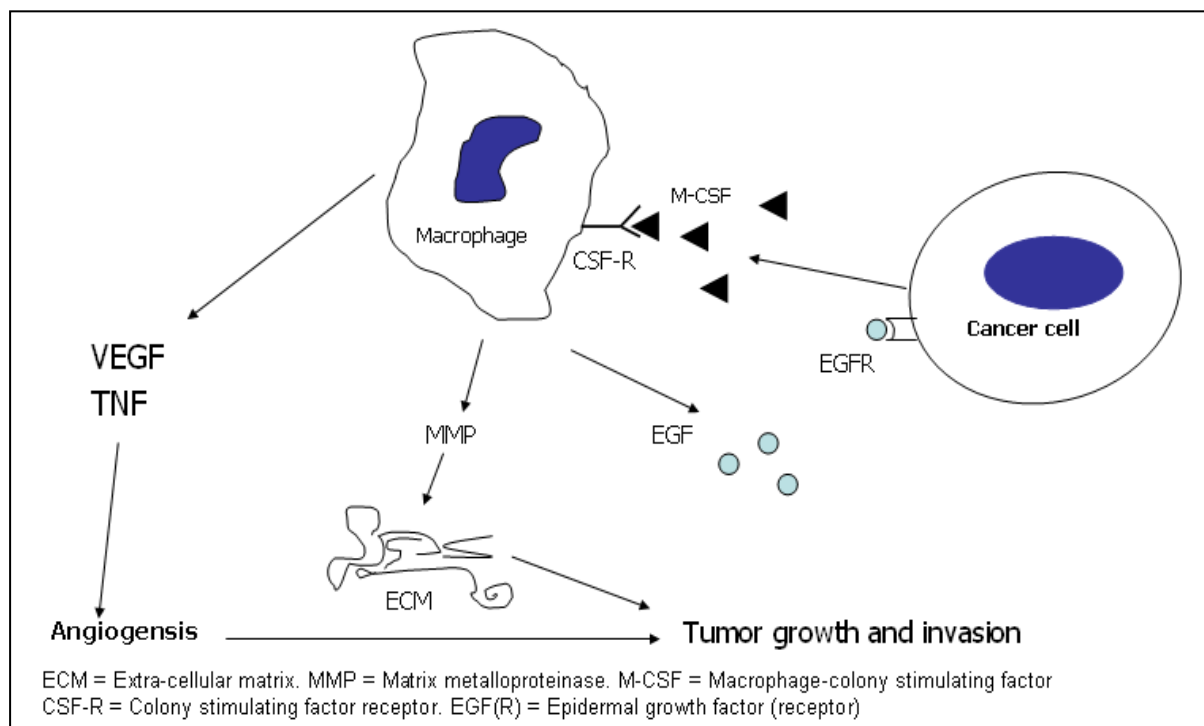 M-CSF
Macrophage
CSF-R
Cancer cell
EGFR
VEGF
TNF
MMP
EGF
ECM
Angiogensis
Tumor growth and invasion
ECM = Extra-cellular matrix. MMP = Matrix metalloproteinase. M-CSF = Macrophage-colony stimulating factor
CSF-R = Colony stimulating factor receptor. EGF(R) = Epidermal growth factor (receptor)